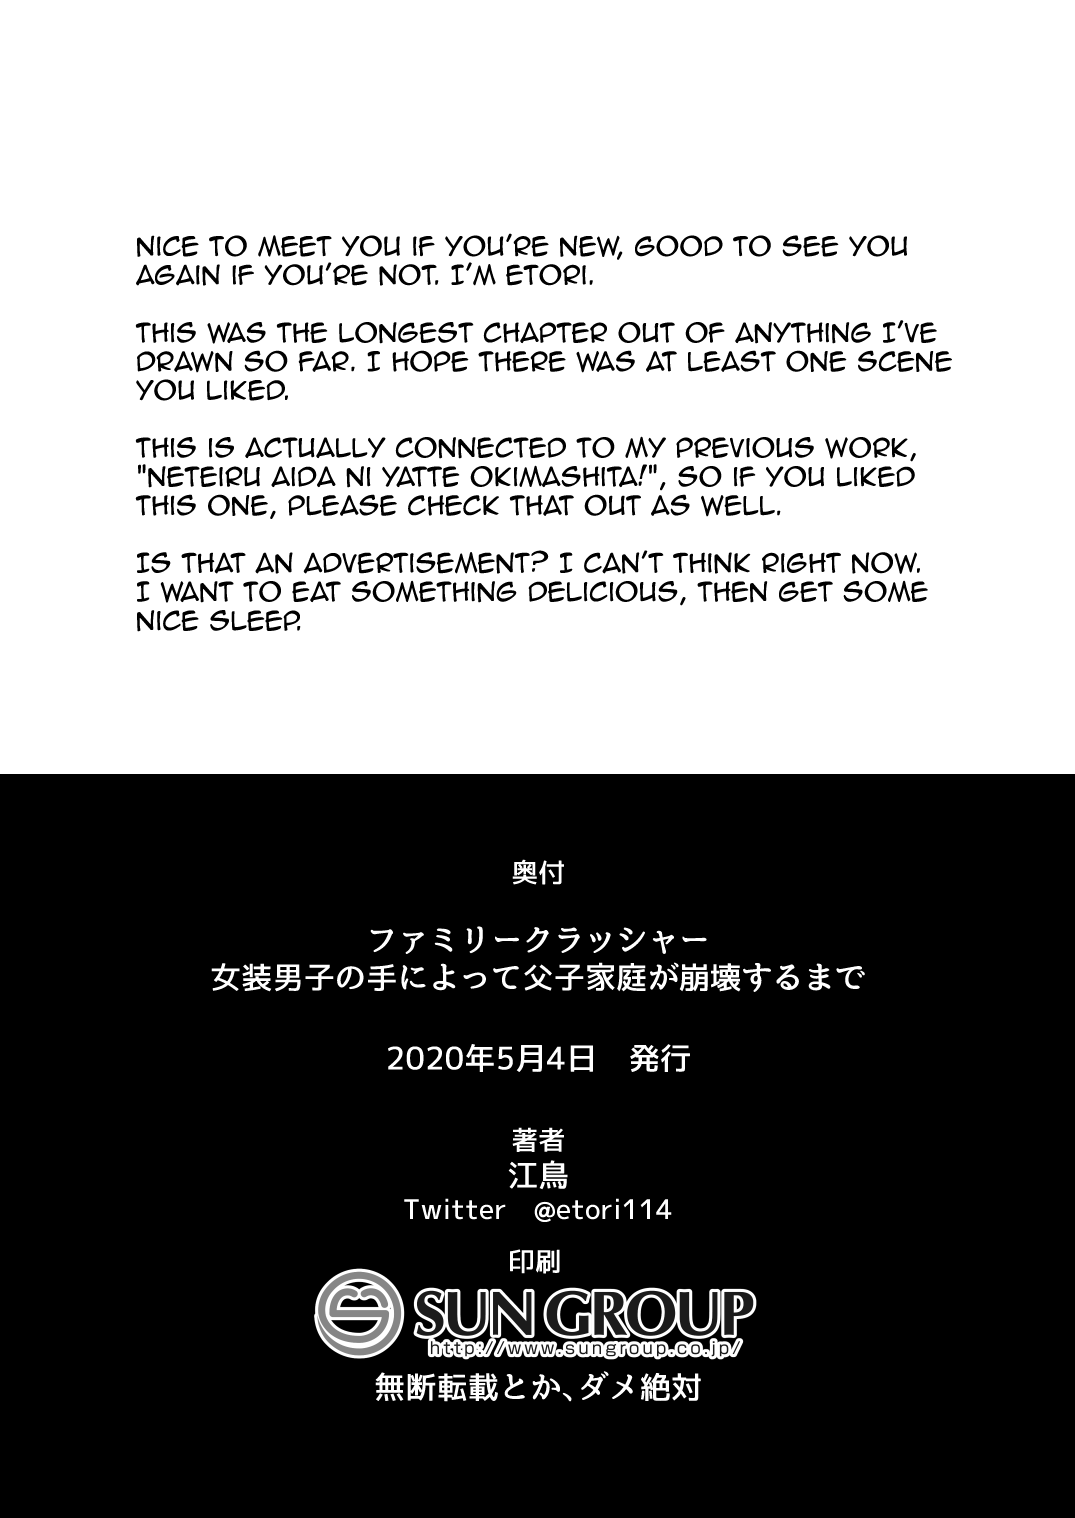 NICE TO MEET YOU IF YOU'RE NEW, GOOD TO SEE YOU
AGAIN IF YOU'RE NOT. I'M ETORI.
THIS WAS THE LONGEST CHAPTER OUT OF ANYTHING I'VE
DRAWN SO FAR. I HOPE THERE WAS AT LEAST ONE SCENE
YOU LIKED.
THIS IS ACTUALLY CONNECTED TO MY PREVIOUS WORK,
"NETEIRU AIDA NI YATTE OKIMASHITA!", SO IF YOU LIKED
THIS ONE, PLEASE CHECK THAT OUT AS WELL.
IS THAT AN ADVERTISEMENT? I CAN'T THINK RIGHT NOW.
I WANT TO EAT SOMETHING DELICIOUS, THEN GET SOME
NICE SLEEP.
奥付
ファミリークラッシャー
女装男子の手によって父子家庭が崩壊するまで
2020年5月4日　発行
著者
江鳥
Twitter　@etori114
印刷
SUN GROUP
http://www.sungroup.co.jp/
無断転載とか、ダメ絶対